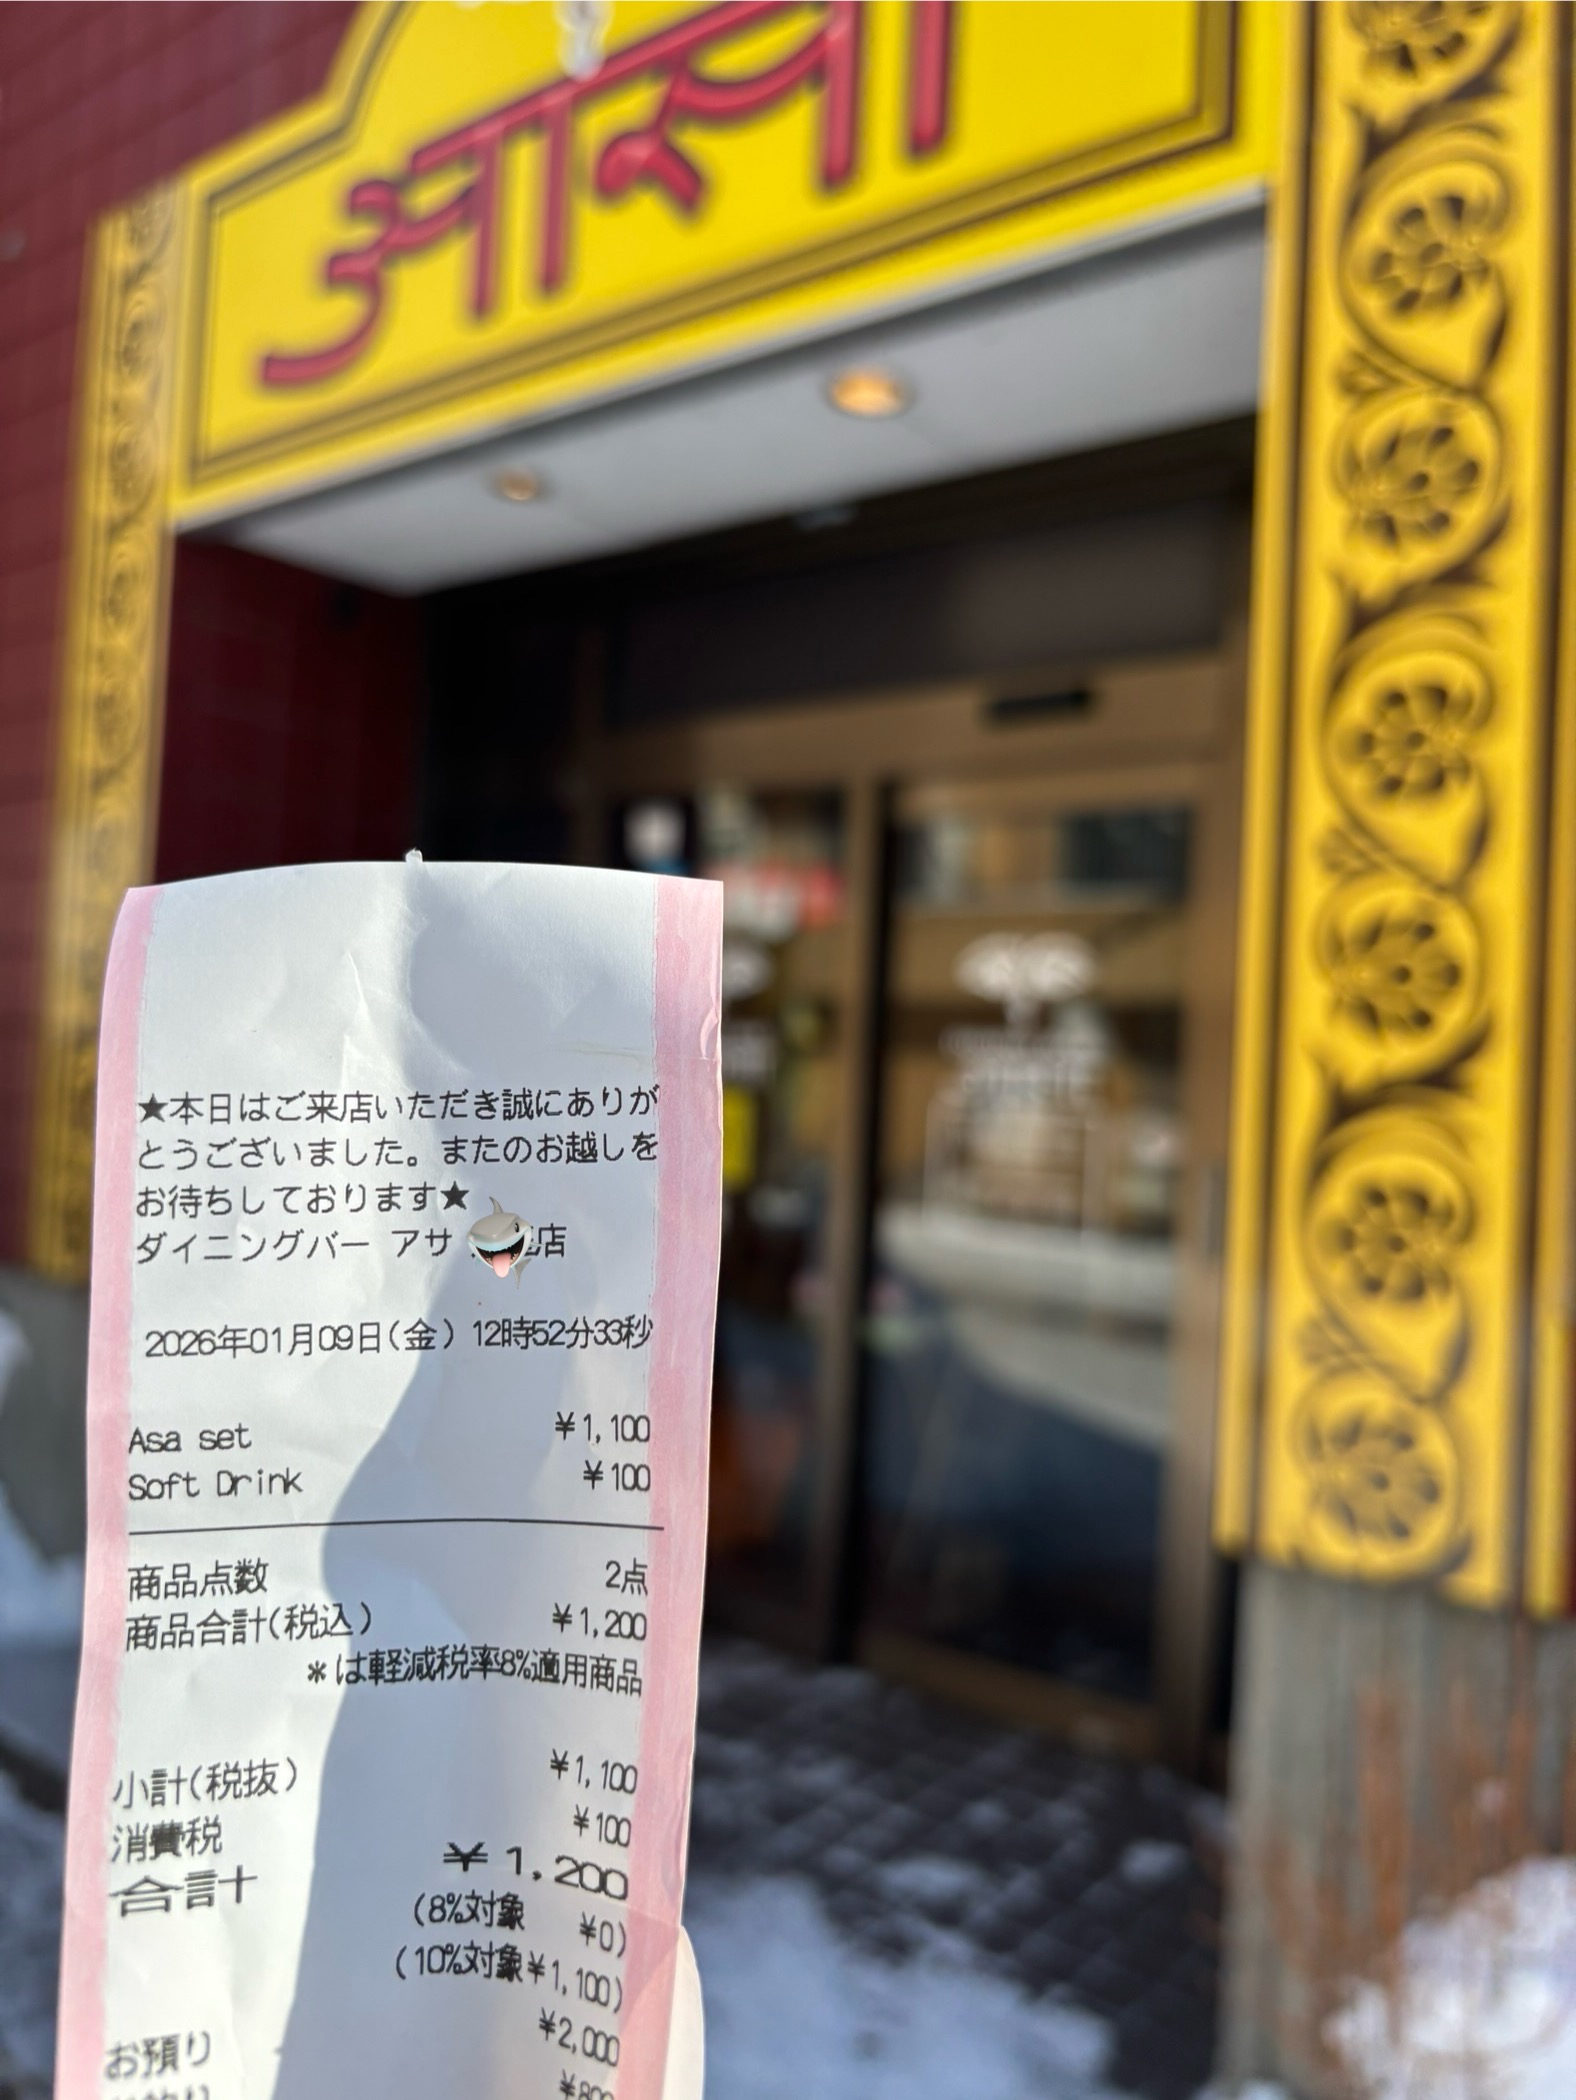 आसा
★本日はご来店いただき誠にありが
とうございました。またのお越しを
お待ちしております★
ダイニングバー アサ 店
2026年01月09日(金) 12時52分33秒
Asa set ¥1,100
Soft Drink ¥100
商品点数 2点
商品合計(税込) ¥1,200
*は軽減税率8%適用商品
小計(税抜) ¥1,100
消費税 ¥100
合計 ¥1,200
(8%対象 ¥0)
(10%対象¥1,100)
お預り ¥2,000
¥800